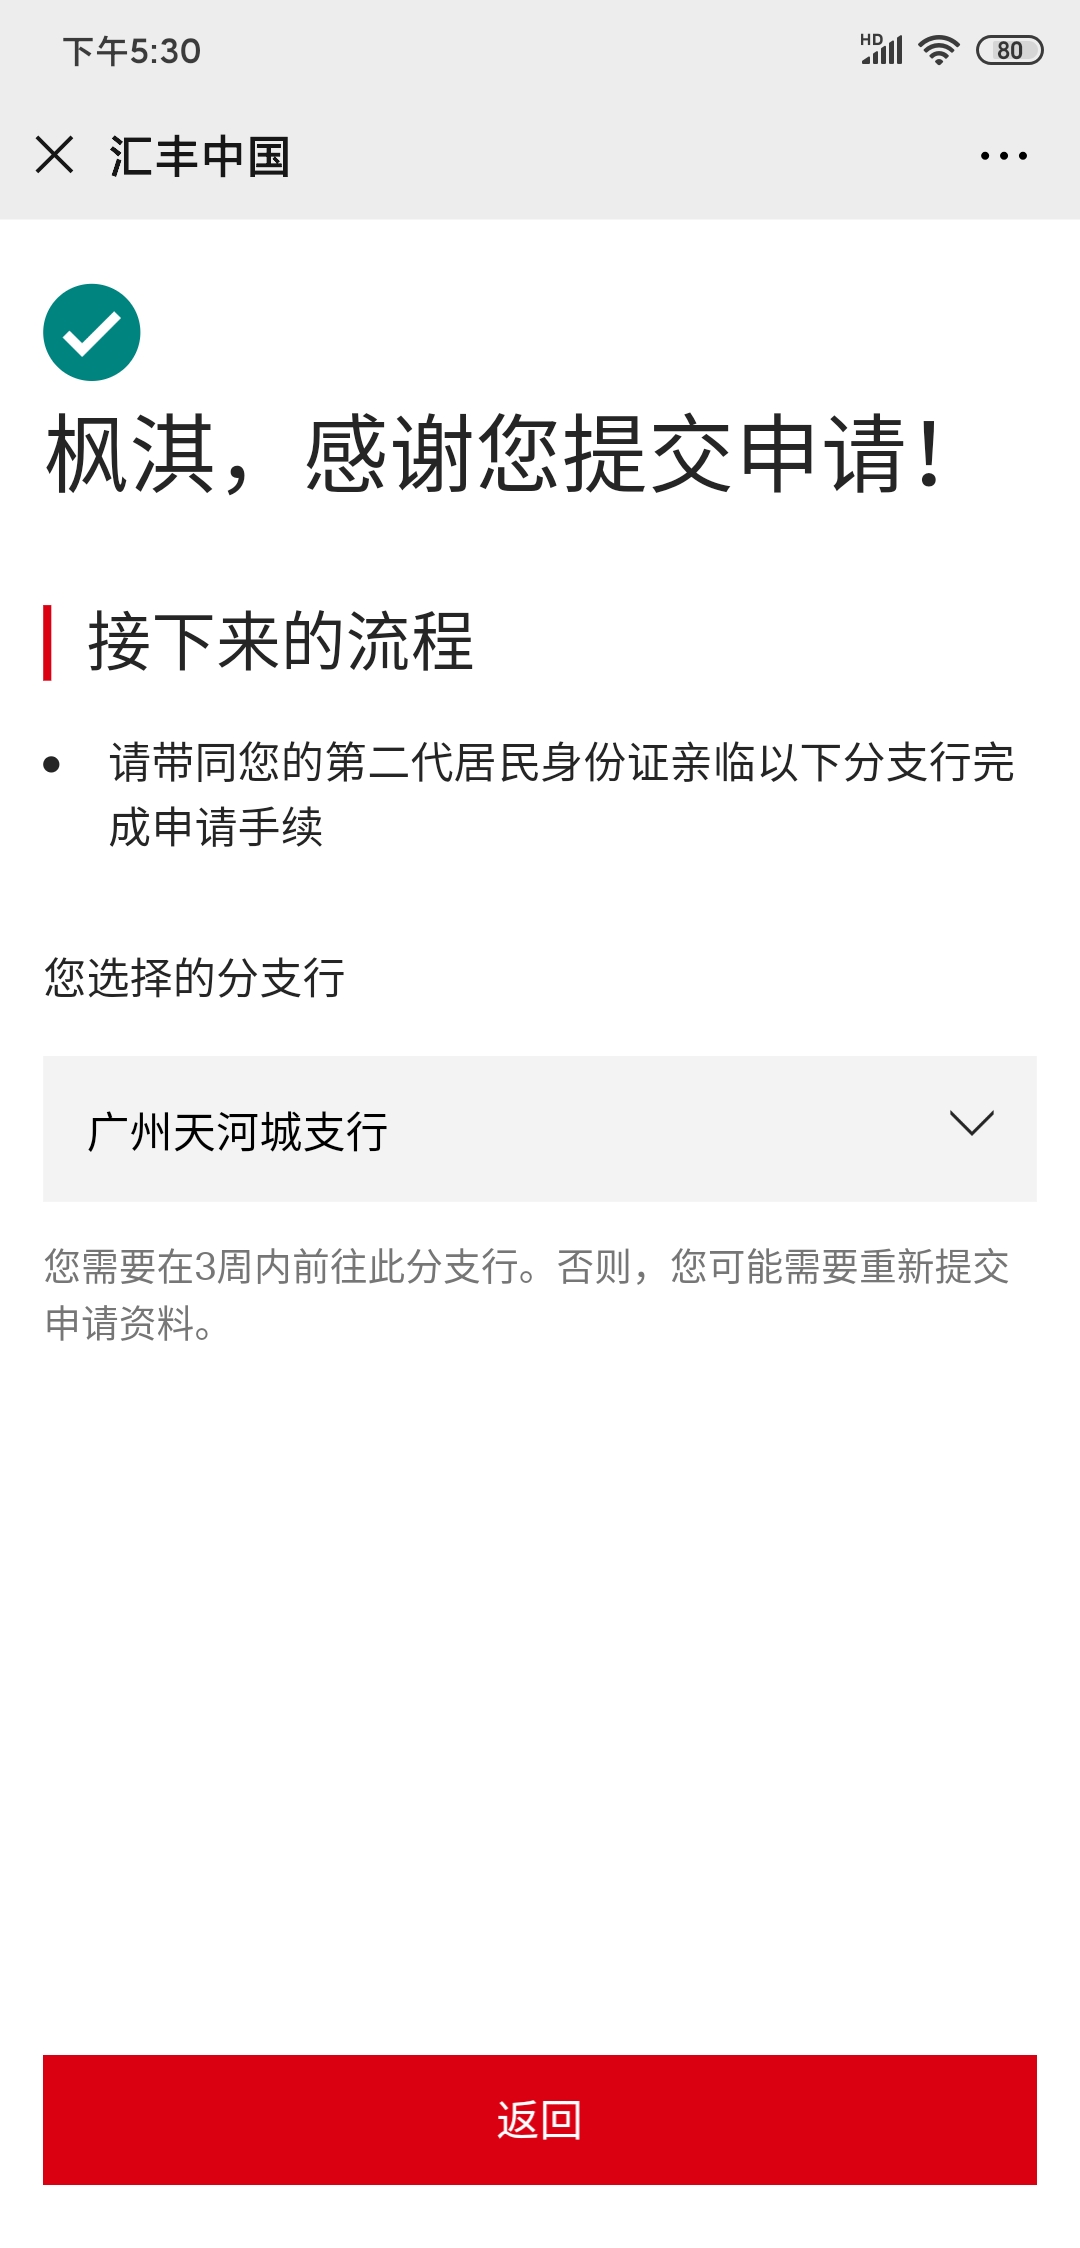 下午5:30
HD
80
汇丰中国
枫淇，感谢您提交申请！
接下来的流程
请带同您的第二代居民身份证亲临以下分支行完
成申请手续
您选择的分支行
广州天河城支行
您需要在3周内前往此分支行。否则，您可能需要重新提交
申请资料。
返回